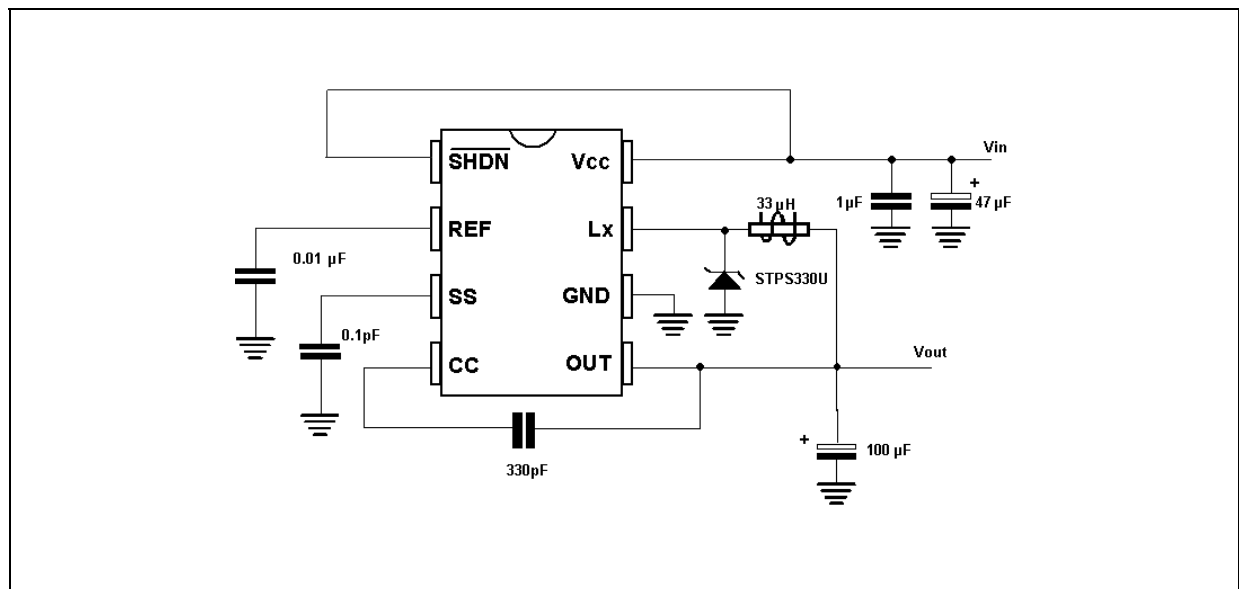 SHDN
Vcc
Vin
+
1µF
47 µF
33 µH
REF
Lx
0.01 µF
STPS330U
SS
GND
0.1pF
Vout
CC
OUT
+
100 µF
330pF